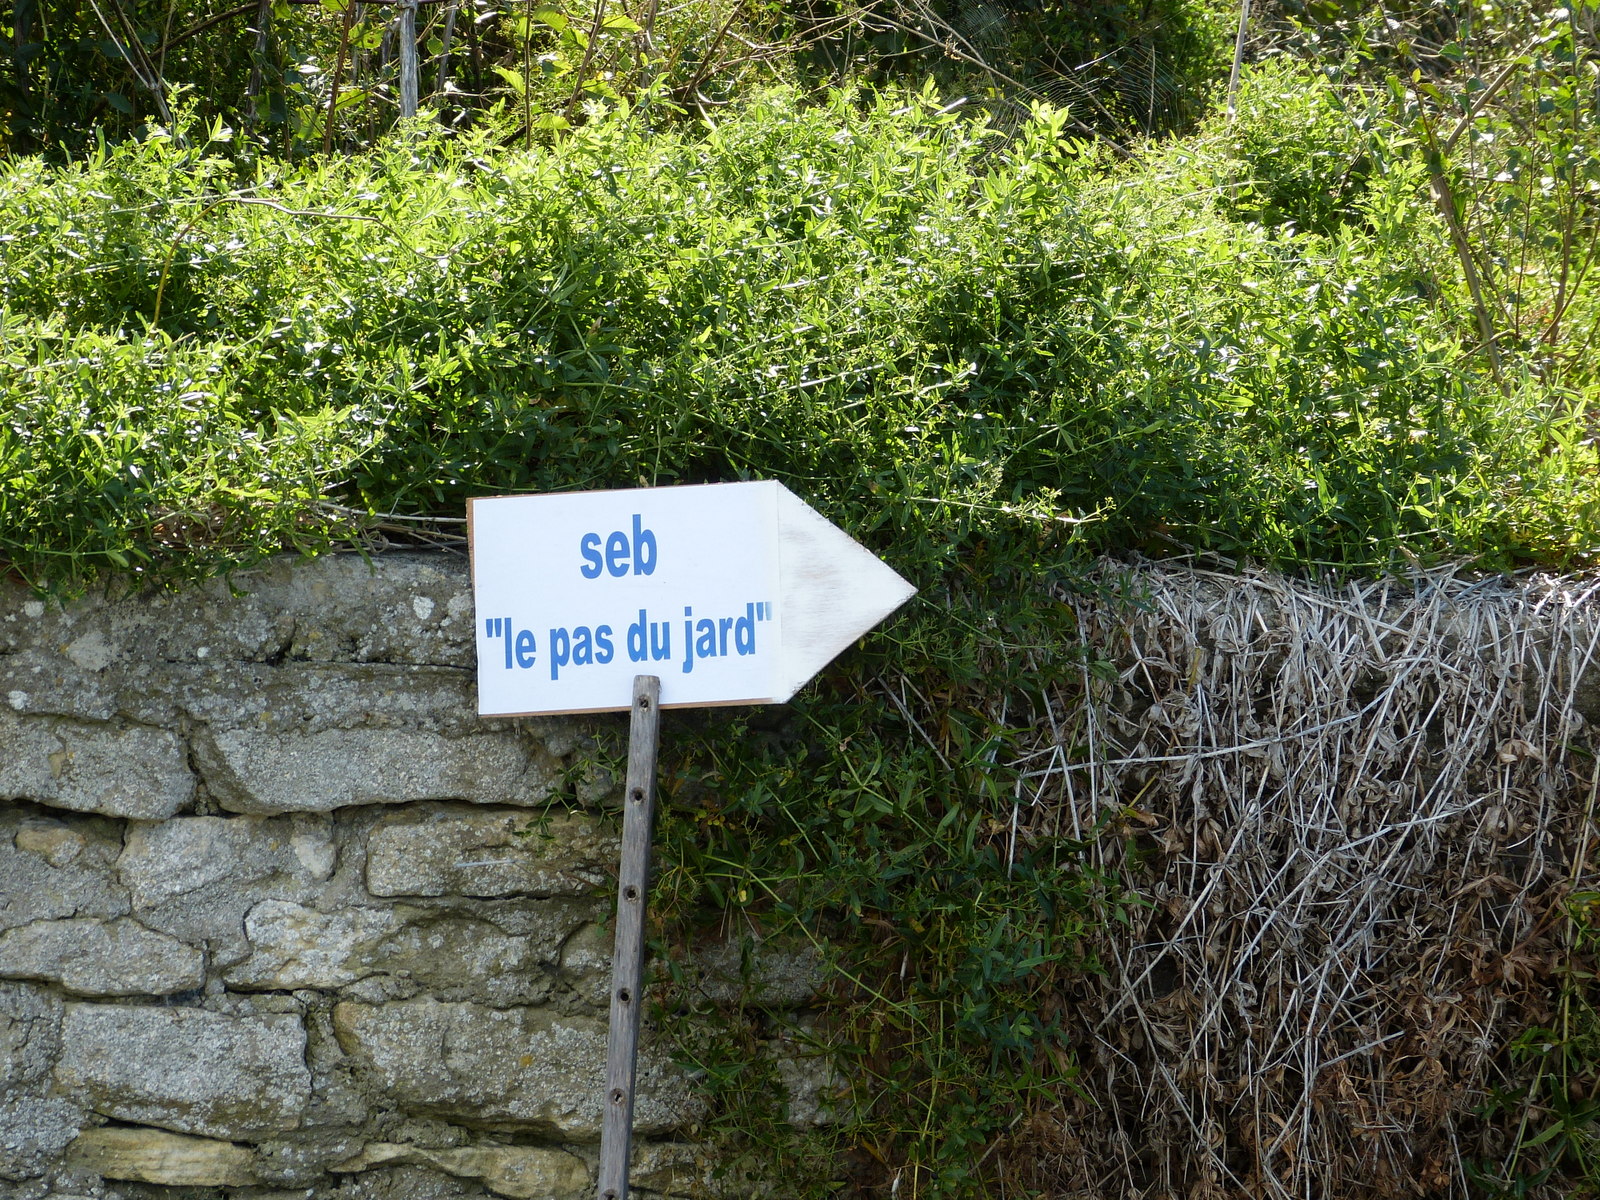 seb
"le pas du jard"